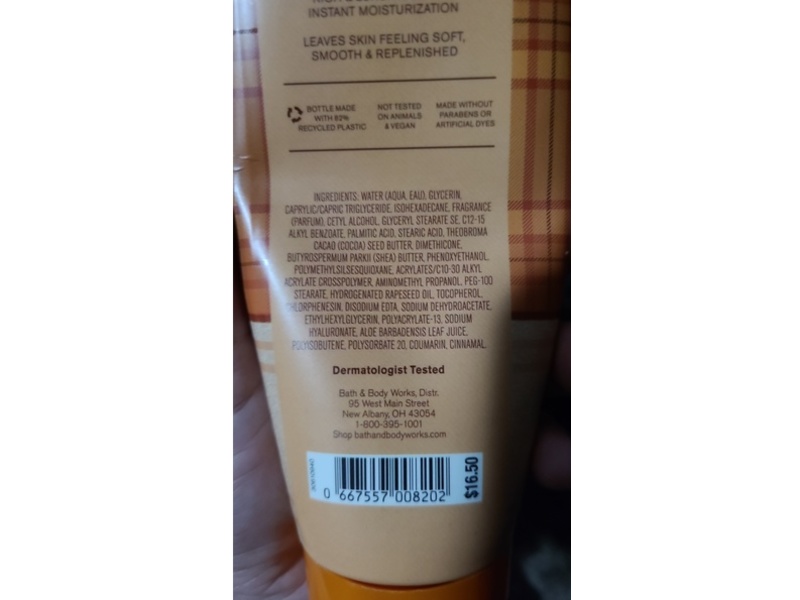 INSTANT MOISTURIZATION
LEAVES SKIN FEELING SOFT,
SMOOTH & REPLENISHED
BOTTLE MADE
WITH 82%
RECYCLED PLASTIC
NOT TESTED
ON ANIMALS
& VEGAN
MADE WITHOUT
PARABENS OR
ARTIFICIAL DYES
INGREDIENTS: WATER (AQUA, EAU), GLYCERIN,
CAPRYLIC/CAPRIC TRIGLYCERIDE, ISOHEXADECANE, FRAGRANCE
(PARFUM), CETYL ALCOHOL, GLYCERYL STEARATE SE, C12-15
ALKYL BENZOATE, PALMITIC ACID, STEARIC ACID, THEOBROMA
CACAO (COCOA) SEED BUTTER, DIMETHICONE,
BUTYROSPERMUM PARKII (SHEA) BUTTER, PHENOXYETHANOL,
POLYMETHYLSILSESQUIOXANE, ACRYLATES/C10-30 ALKYL
ACRYLATE CROSSPOLYMER, AMINOMETHYL PROPANOL, PEG-100
STEARATE, HYDROGENATED RAPESEED OIL, TOCOPHEROL,
CHLORPHENESIN, DISODIUM EDTA, SODIUM DEHYDROACETATE,
ETHYLHEXYLGLYCERIN, POLYACRYLATE-13, SODIUM
HYALURONATE, ALOE BARBADENSIS LEAF JUICE,
POLYISOBUTENE, POLYSORBATE 20, COUMARIN, CINNAMAL.
Dermatologist Tested
Bath & Body Works, Distr.
95 West Main Street
New Albany, OH 43054
1-800-395-1001
Shop bathandbodyworks.com
0 667557 008202
$16.50